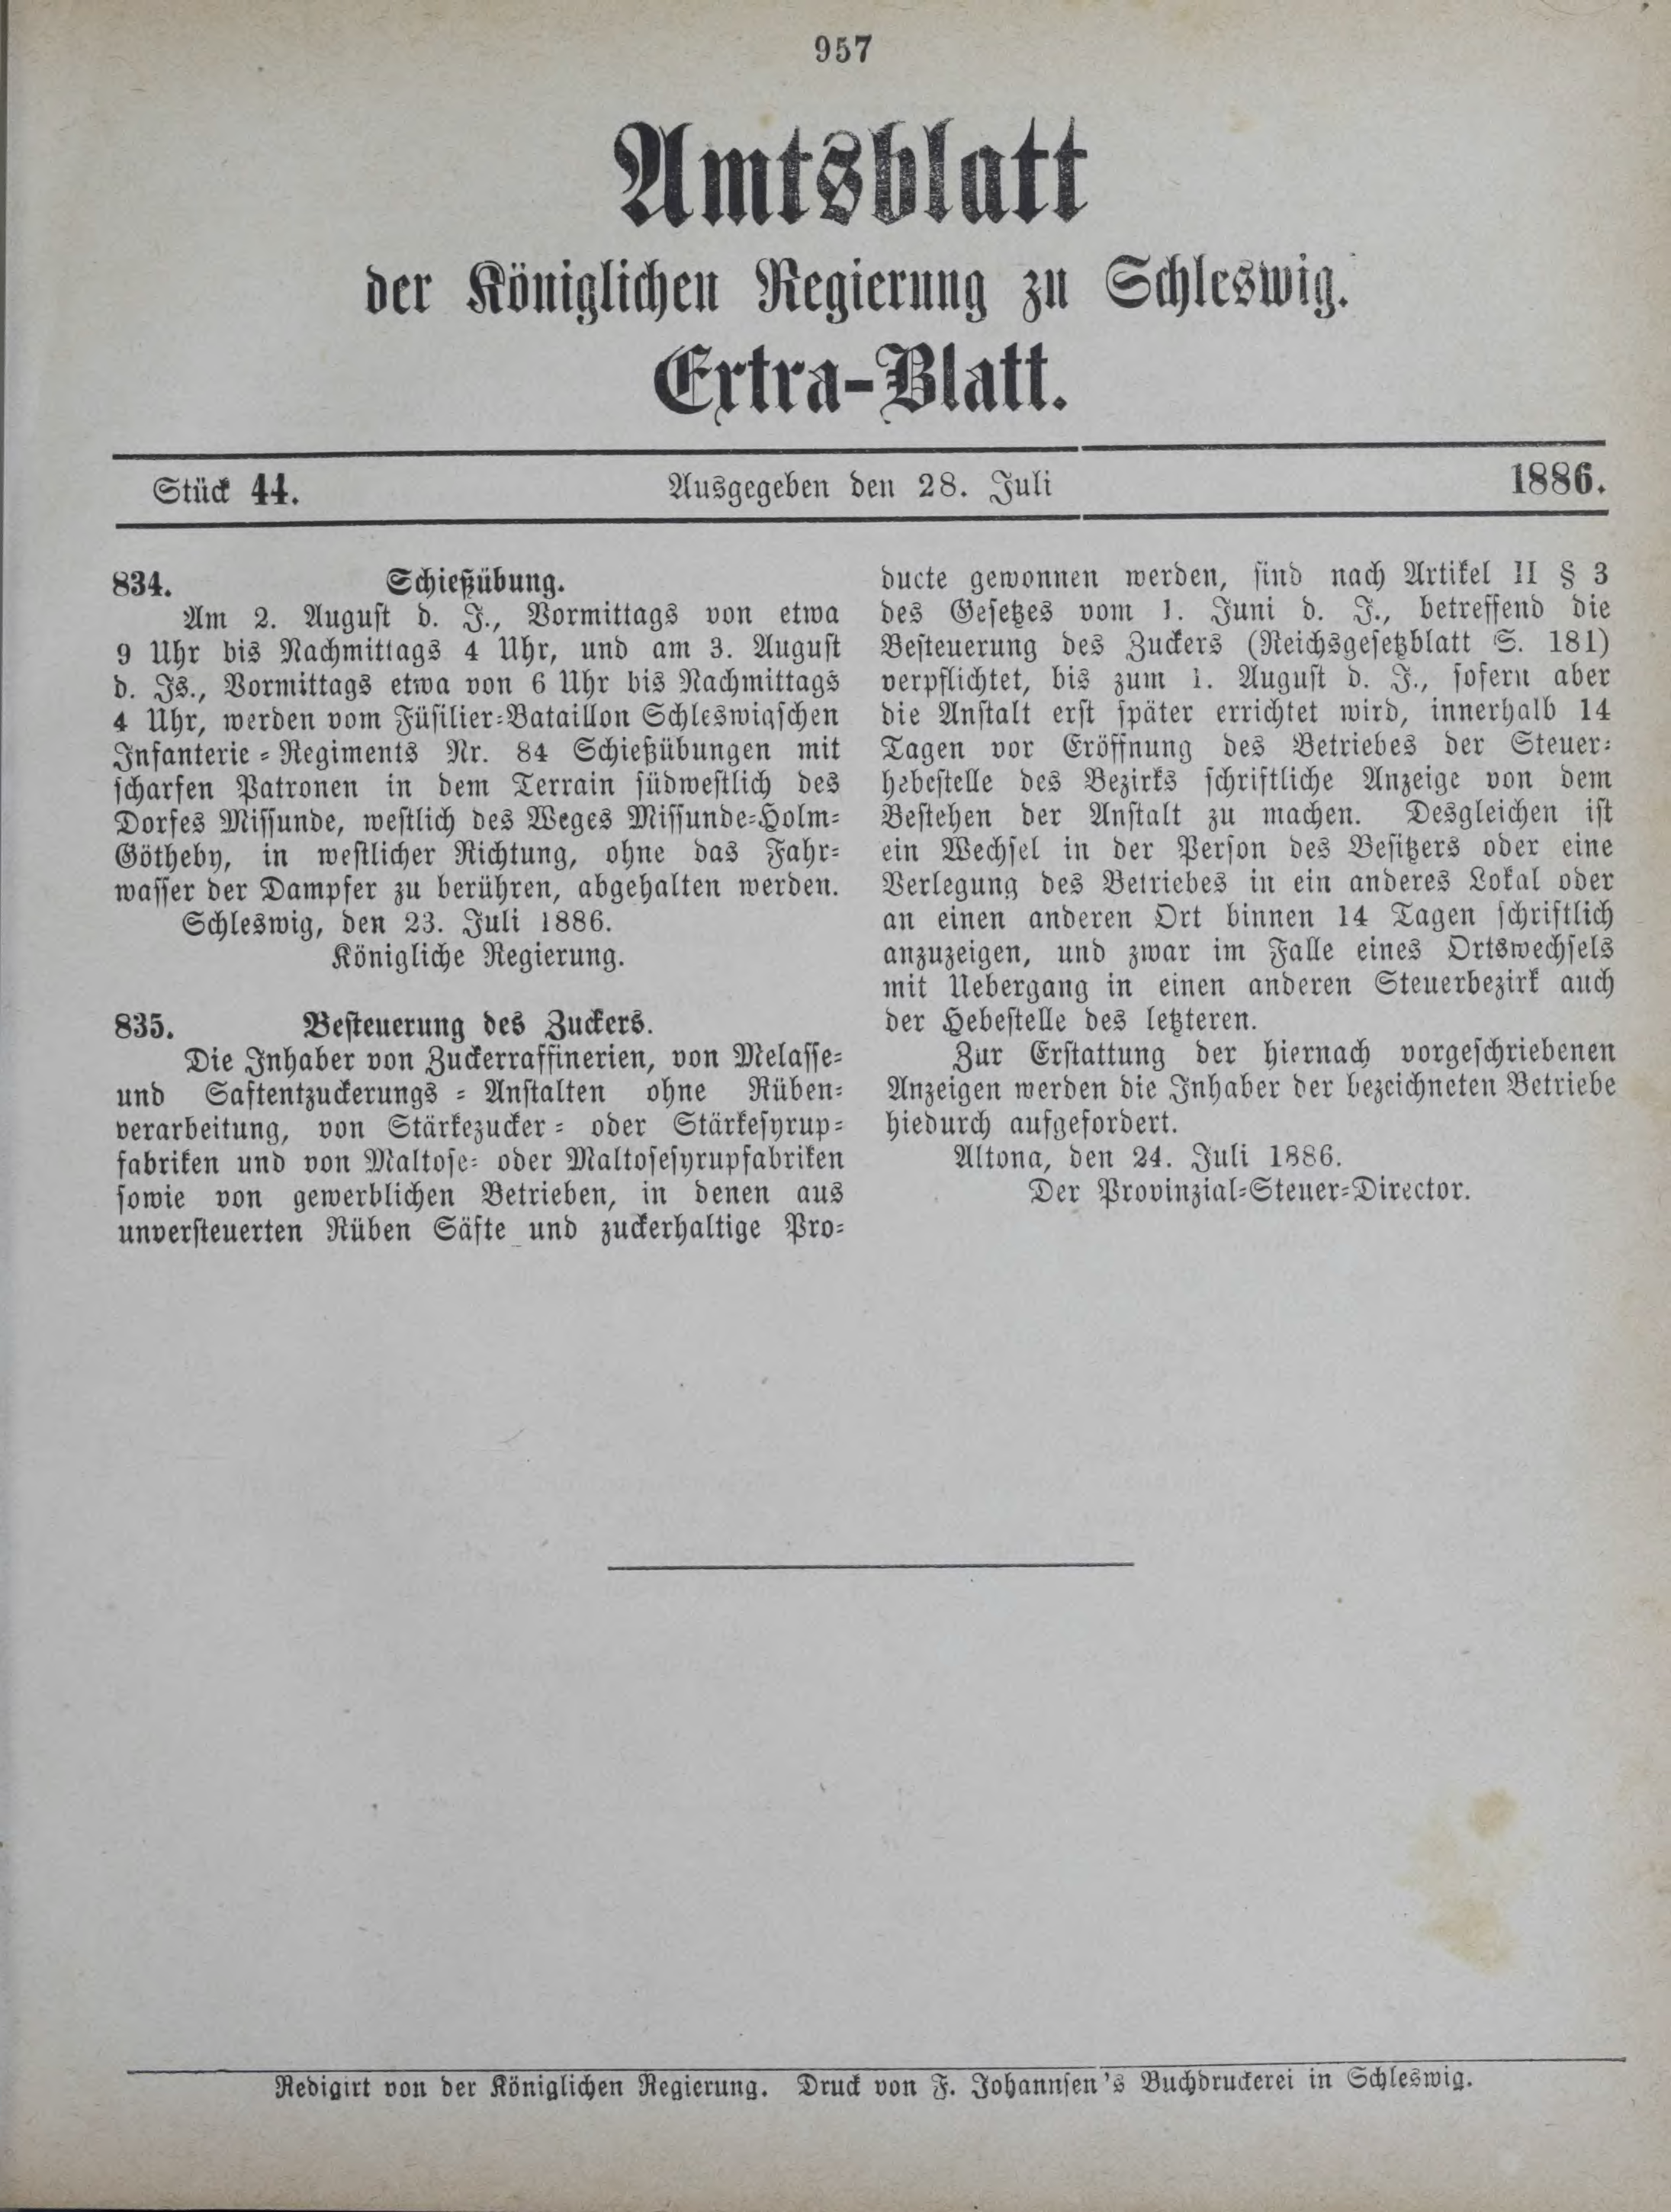 957
Amtsblatt
der Königlichen Regierung zu Schleswig.
Extra-Blatt.
Stück 44. Ausgegeben den 28. Juli 1886.
834. Schießübung.
Am 2. August d. J., Vormittags von etwa
9 Uhr bis Nachmittags 4 Uhr, und am 3. August
d. Js., Vormittags etwa von 6 Uhr bis Nachmittags
4 Uhr, werden vom Füsilier-Bataillon Schleswigschen
Infanterie-Regiments Nr. 84 Schießübungen mit
scharfen Patronen in dem Terrain südwestlich des
Dorfes Missunde, westlich des Weges Missunde-Holm-
Götheby, in westlicher Richtung, ohne das Fahr-
wasser der Dampfer zu berühren, abgehalten werden.
Schleswig, den 23. Juli 1886.
Königliche Regierung.
835. Besteuerung des Zuckers.
Die Inhaber von Zuckerraffinerien, von Melasse-
und Saftentzuckerungs-Anstalten ohne Rüben-
verarbeitung, von Stärkezucker- oder Stärkesyrup-
fabriken und von Maltose- oder Maltosesyrupfabriken
sowie von gewerblichen Betrieben, in denen aus
unversteuerten Rüben Säfte und zuckerhaltige Pro-
ducte gewonnen werden, sind nach Artikel II § 3
des Gesetzes vom 1. Juni d. J., betreffend die
Besteuerung des Zuckers (Reichsgesetzblatt S. 181)
verpflichtet, bis zum 1. August d. J., sofern aber
die Anstalt erst später errichtet wird, innerhalb 14
Tagen vor Eröffnung des Betriebes der Steuer-
hebestelle des Bezirks schriftliche Anzeige von dem
Bestehen der Anstalt zu machen. Desgleichen ist
ein Wechsel in der Person des Besitzers oder eine
Verlegung des Betriebes in ein anderes Lokal oder
an einen anderen Ort binnen 14 Tagen schriftlich
anzuzeigen, und zwar im Falle eines Ortswechsels
mit Uebergang in einen anderen Steuerbezirk auch
der Hebestelle des letzteren.
Zur Erstattung der hiernach vorgeschriebenen
Anzeigen werden die Inhaber der bezeichneten Betriebe
hiedurch aufgefordert.
Altona, den 24. Juli 1886.
Der Provinzial-Steuer-Director.
Redigirt von der Königlichen Regierung. Druck von F. Johannsen's Buchdruckerei in Schleswig.